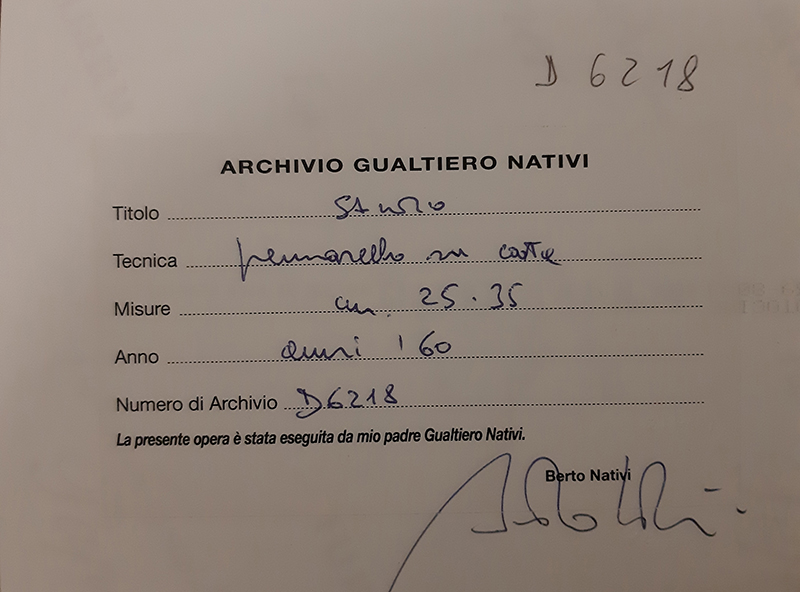 D 6218
ARCHIVIO GUALTIERO NATIVI
Titolo Studio
Tecnica pennarello su carta
Misure cm. 25 . 35
Anno anni '60
Numero di Archivio D6218
La presente opera è stata eseguita da mio padre Gualtiero Nativi.
Berto Nativi